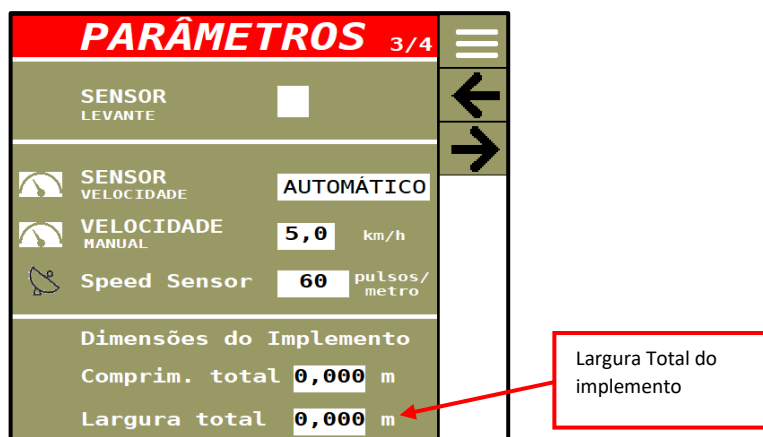 PARÂMETROS 3/4
SENSOR
LEVANTE
SENSOR
VELOCIDADE
AUTOMÁTICO
VELOCIDADE
MANUAL
5,0 km/h
Speed Sensor 60 pulsos/
metro
Dimensões do Implemento
Comprim. total 0,000 m
Largura total 0,000 m
Largura Total do
implemento